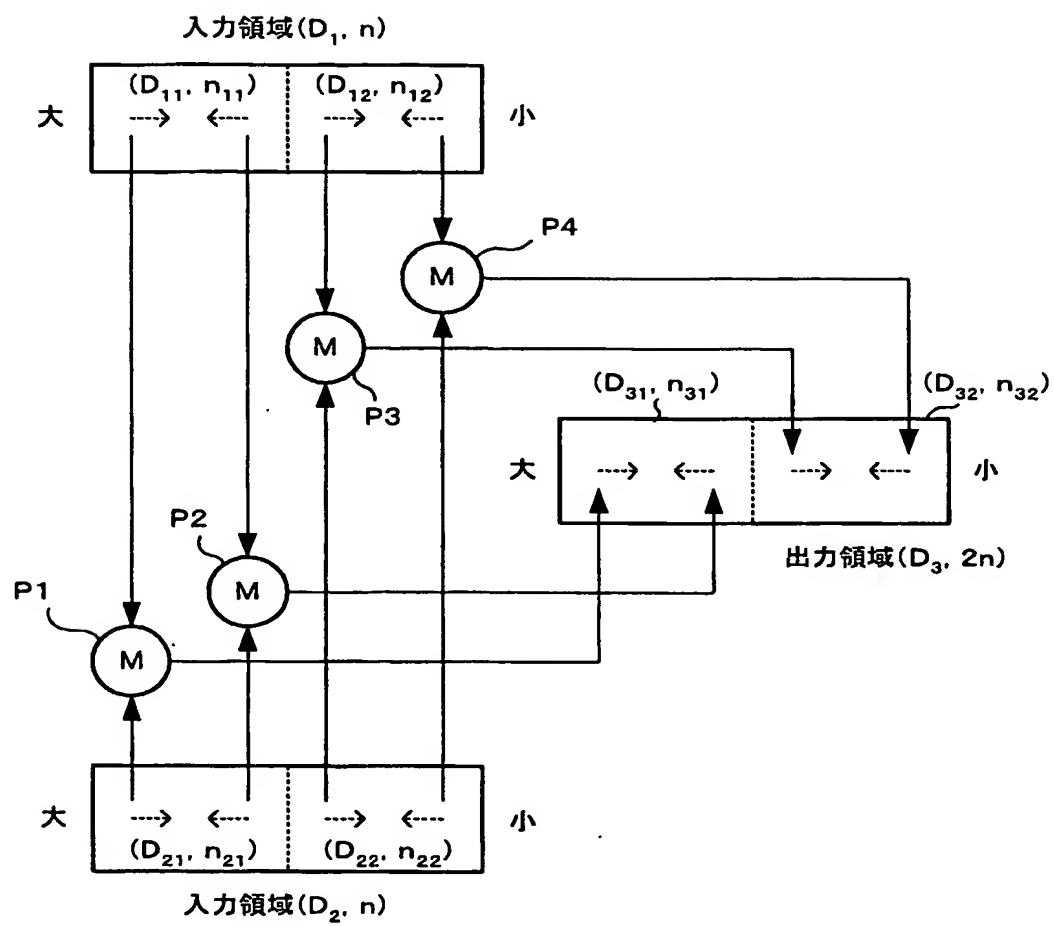 入力領域(D₁, n)
(D₁₁, n₁₁) (D₁₂, n₁₂)
大 小
P4
M
M
P3
(D₃₁, n₃₁) (D₃₂, n₃₂)
大 小
P2
出力領域(D₃, 2n)
M
P1
M
大 小
(D₂₁, n₂₁) (D₂₂, n₂₂)
入力領域(D₂, n)